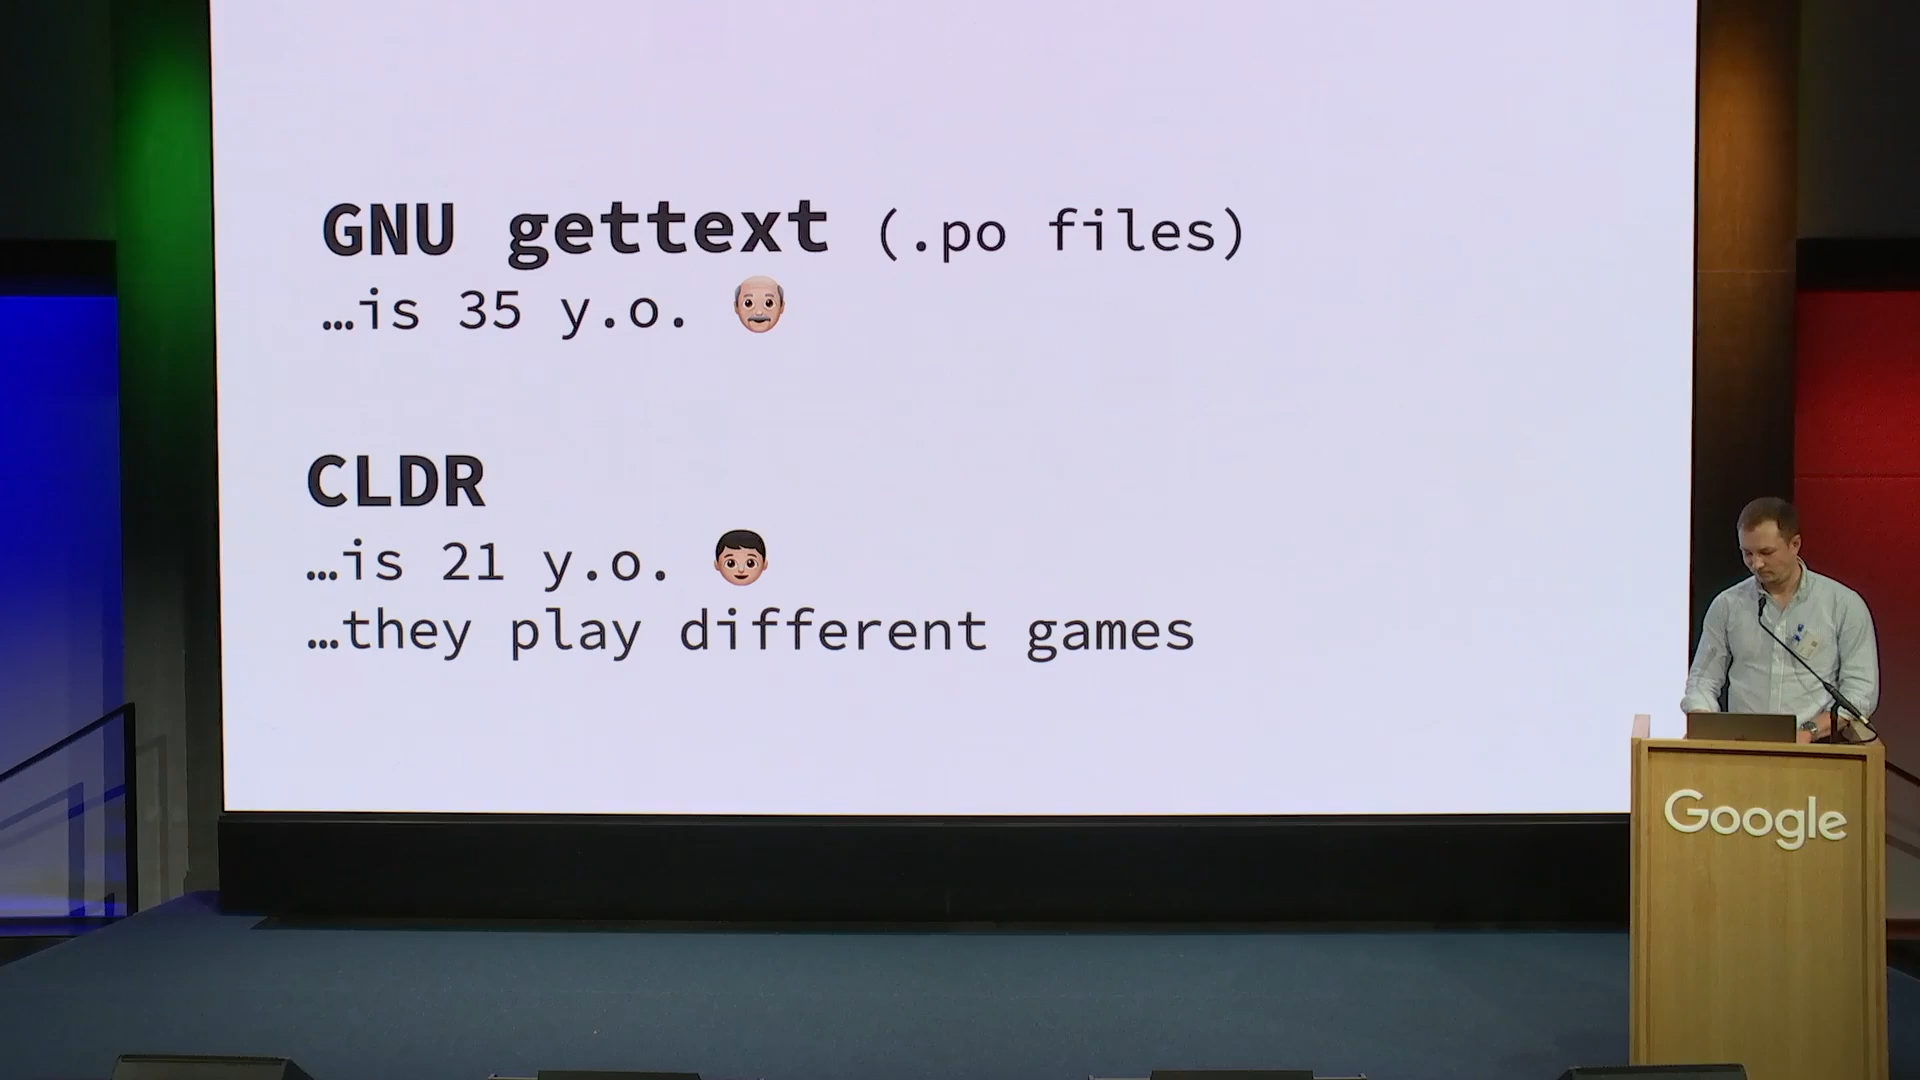 GNU gettext (.po files)
…is 35 y.o. 👴🏻
CLDR
…is 21 y.o. 👦🏻
…they play different games
Google